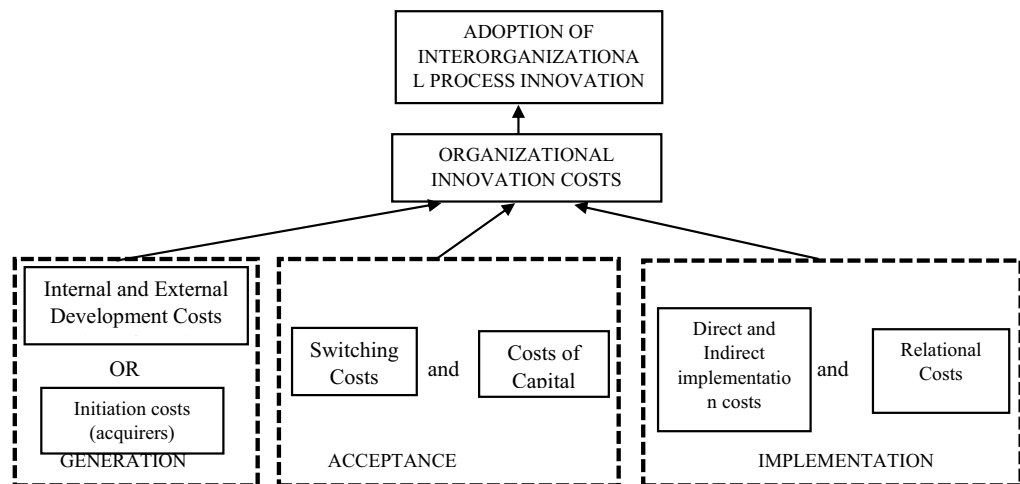 ADOPTION OF
INTERORGANIZATIONA
L PROCESS INNOVATION
ORGANIZATIONAL
INNOVATION COSTS
Internal and External
Development Costs
OR
Initiation costs
(acquirers)
GENERATION
Switching
Costs
and
Costs of
Capital
ACCEPTANCE
Direct and
Indirect
implementatio
n costs
and
Relational
Costs
IMPLEMENTATION